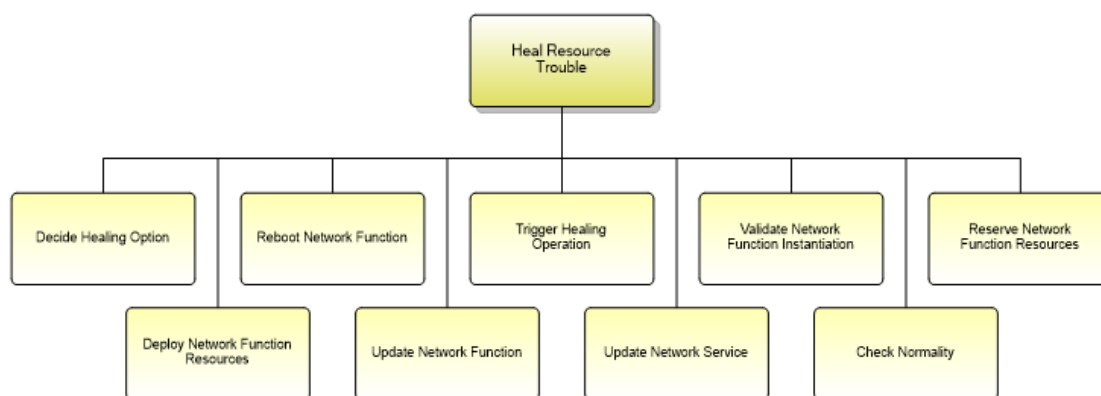 Heal Resource
Trouble
Decide Healing Option
Reboot Network Function
Trigger Healing
Operation
Validate Network
Function Instantiation
Reserve Network
Function Resources
Deploy Network Function
Resources
Update Network Function
Update Network Service
Check Normality